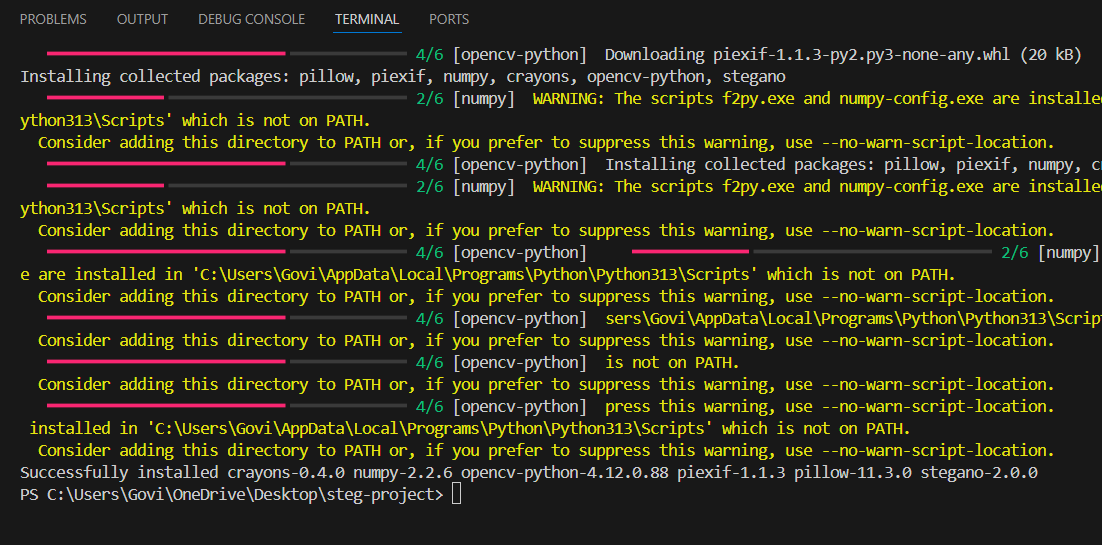 PROBLEMS OUTPUT DEBUG CONSOLE TERMINAL PORTS
4/6 [opencv-python] Downloading piexif-1.1.3-py2.py3-none-any.whl (20 kB)
Installing collected packages: pillow, piexif, numpy, crayons, opencv-python, stegano
2/6 [numpy] WARNING: The scripts f2py.exe and numpy-config.exe are installe
ython313\Scripts' which is not on PATH.
Consider adding this directory to PATH or, if you prefer to suppress this warning, use --no-warn-script-location.
4/6 [opencv-python] Installing collected packages: pillow, piexif, numpy, c
2/6 [numpy] WARNING: The scripts f2py.exe and numpy-config.exe are installe
ython313\Scripts' which is not on PATH.
Consider adding this directory to PATH or, if you prefer to suppress this warning, use --no-warn-script-location.
4/6 [opencv-python] 2/6 [numpy]
e are installed in 'C:\Users\Govi\AppData\Local\Programs\Python\Python313\Scripts' which is not on PATH.
Consider adding this directory to PATH or, if you prefer to suppress this warning, use --no-warn-script-location.
4/6 [opencv-python] sers\Govi\AppData\Local\Programs\Python\Python313\Script
Consider adding this directory to PATH or, if you prefer to suppress this warning, use --no-warn-script-location.
4/6 [opencv-python] is not on PATH.
Consider adding this directory to PATH or, if you prefer to suppress this warning, use --no-warn-script-location.
4/6 [opencv-python] press this warning, use --no-warn-script-location.
installed in 'C:\Users\Govi\AppData\Local\Programs\Python\Python313\Scripts' which is not on PATH.
Consider adding this directory to PATH or, if you prefer to suppress this warning, use --no-warn-script-location.
Successfully installed crayons-0.4.0 numpy-2.2.6 opencv-python-4.12.0.88 piexif-1.1.3 pillow-11.3.0 stegano-2.0.0
PS C:\Users\Govi\OneDrive\Desktop\steg-project>